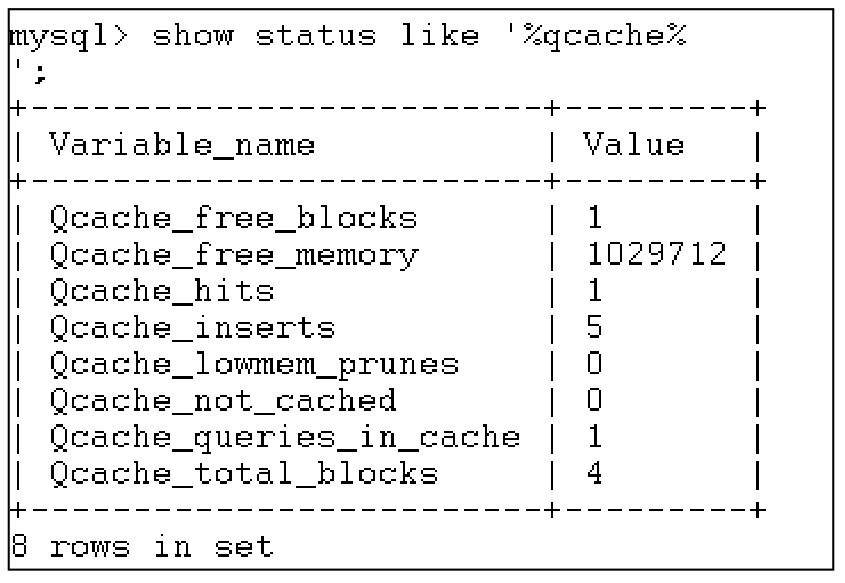 mysql> show status like '%qcache%
';
+--------------------------+---------+
| Variable_name            | Value   |
+--------------------------+---------+
| Qcache_free_blocks       | 1       |
| Qcache_free_memory       | 1029712 |
| Qcache_hits              | 1       |
| Qcache_inserts           | 5       |
| Qcache_lowmem_prunes     | 0       |
| Qcache_not_cached        | 0       |
| Qcache_queries_in_cache | 1       |
| Qcache_total_blocks      | 4       |
+--------------------------+---------+
8 rows in set